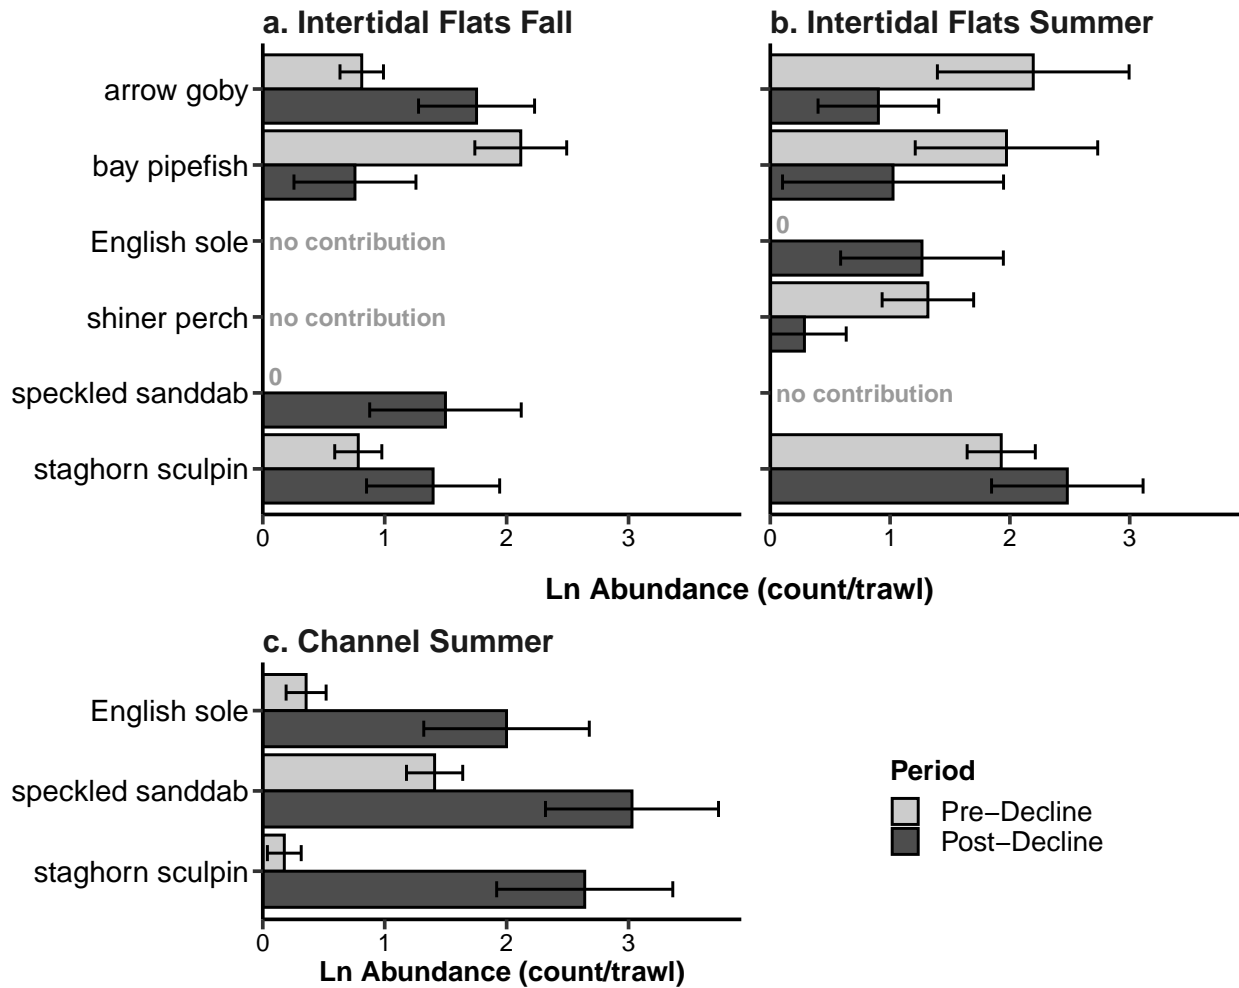 a. Intertidal Flats Fall
b. Intertidal Flats Summer
arrow goby
bay pipefish
English sole
shiner perch
speckled sanddab
staghorn sculpin
no contribution
no contribution
0
0
no contribution
0 1 2 3
0 1 2 3
Ln Abundance (count/trawl)
c. Channel Summer
English sole
speckled sanddab
staghorn sculpin
0 1 2 3
Ln Abundance (count/trawl)
Period
Pre−Decline
Post−Decline